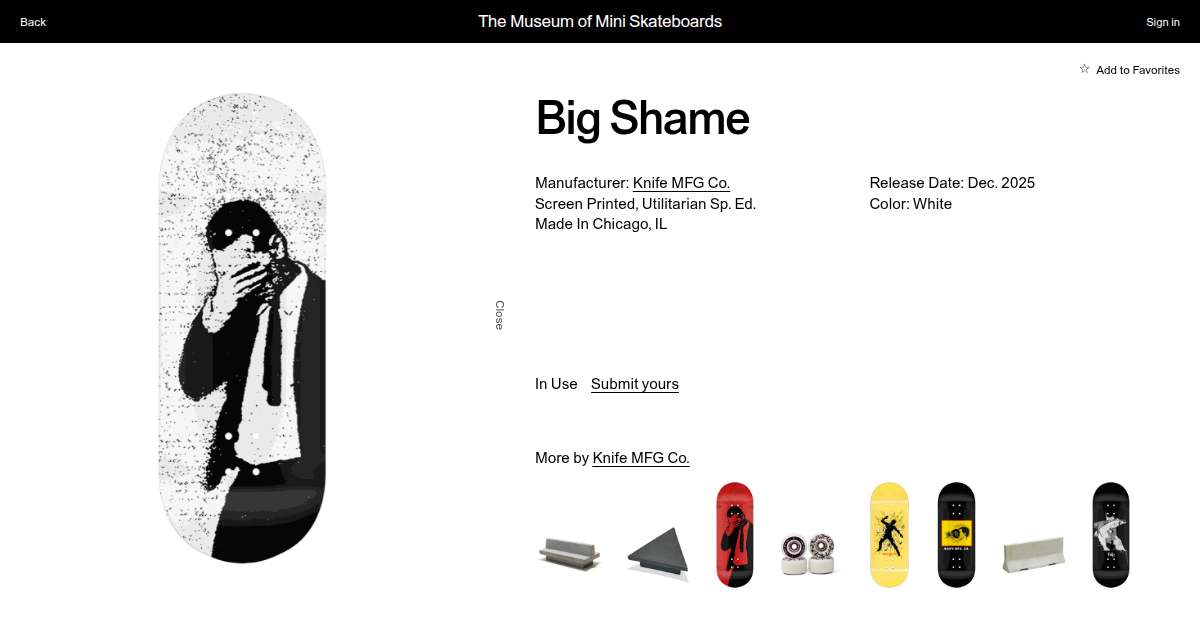 Back
The Museum of Mini Skateboards
Sign in
☆ Add to Favorites
Big Shame
Manufacturer: Knife MFG Co.
Screen Printed, Utilitarian Sp. Ed.
Made In Chicago, IL
Release Date: Dec. 2025
Color: White
Close
In Use Submit yours
More by Knife MFG Co.